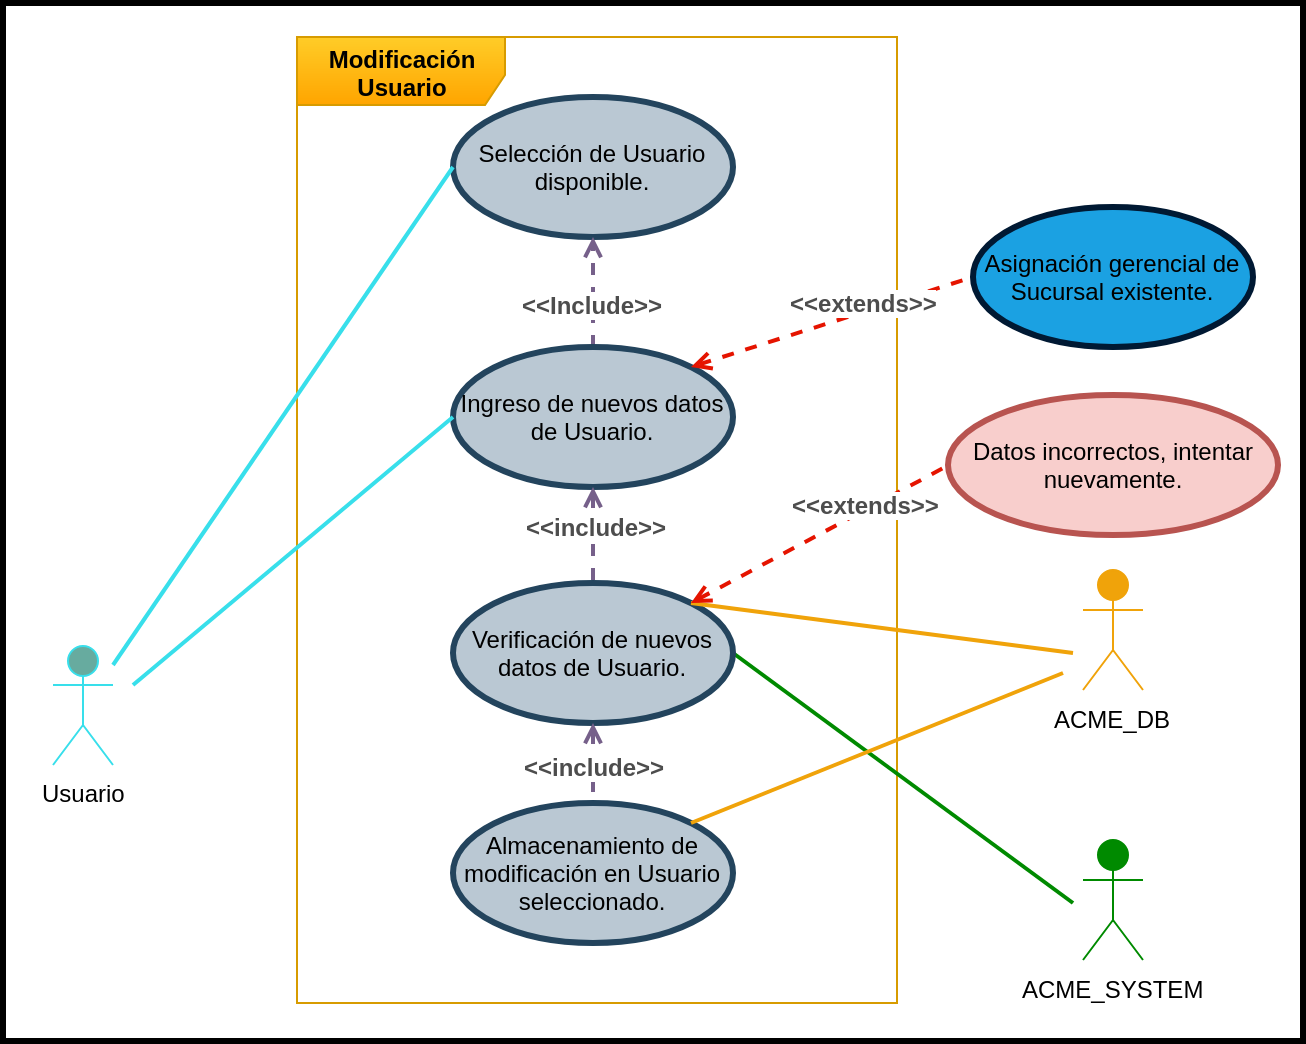 Modificación
Usuario
Selección de Usuario
disponible.
<<Include>>
<<extends>>
Asignación gerencial de
Sucursal existente.
Ingreso de nuevos datos
de Usuario.
Datos incorrectos, intentar
nuevamente.
<<extends>>
<<include>>
Verificación de nuevos
datos de Usuario.
ACME_DB
<<include>>
Usuario
Almacenamiento de
modificación en Usuario
seleccionado.
ACME_SYSTEM